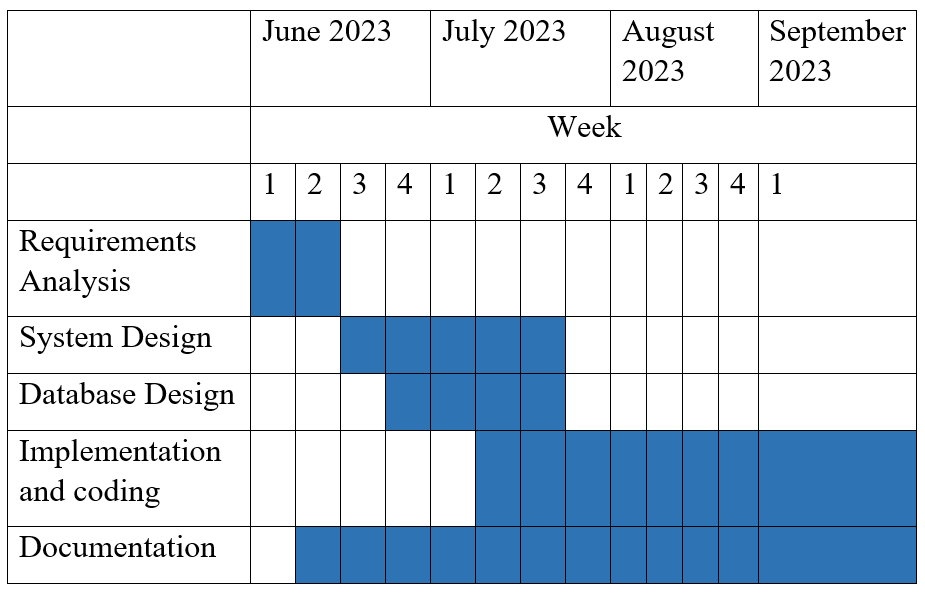 June 2023 July 2023 August September
2023 2023
Week
1 2 3 4 1 2 3 4 1 2 3 4 1
Requirements
Analysis
System Design
Database Design
Implementation
and coding
Documentation